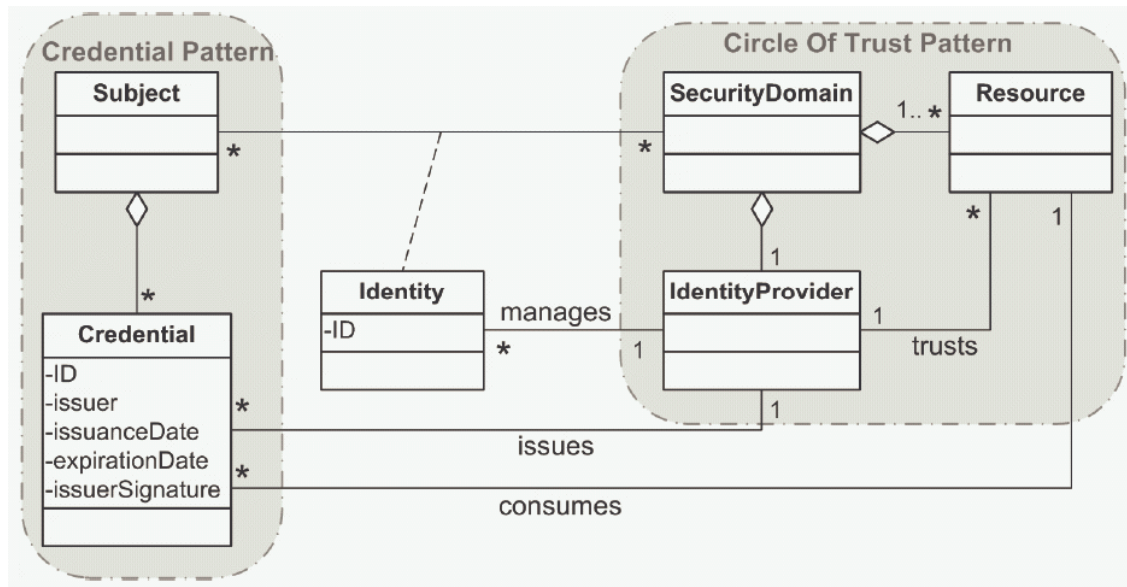 Credential Pattern
Circle Of Trust Pattern
Subject
SecurityDomain
Resource
1.. *
*
*
*
1
1
*
Identity
-ID
manages
*
1
IdentityProvider
1
trusts
Credential
-ID
-issuer
-issuanceDate
-expirationDate
-issuerSignature
*
1
issues
*
consumes